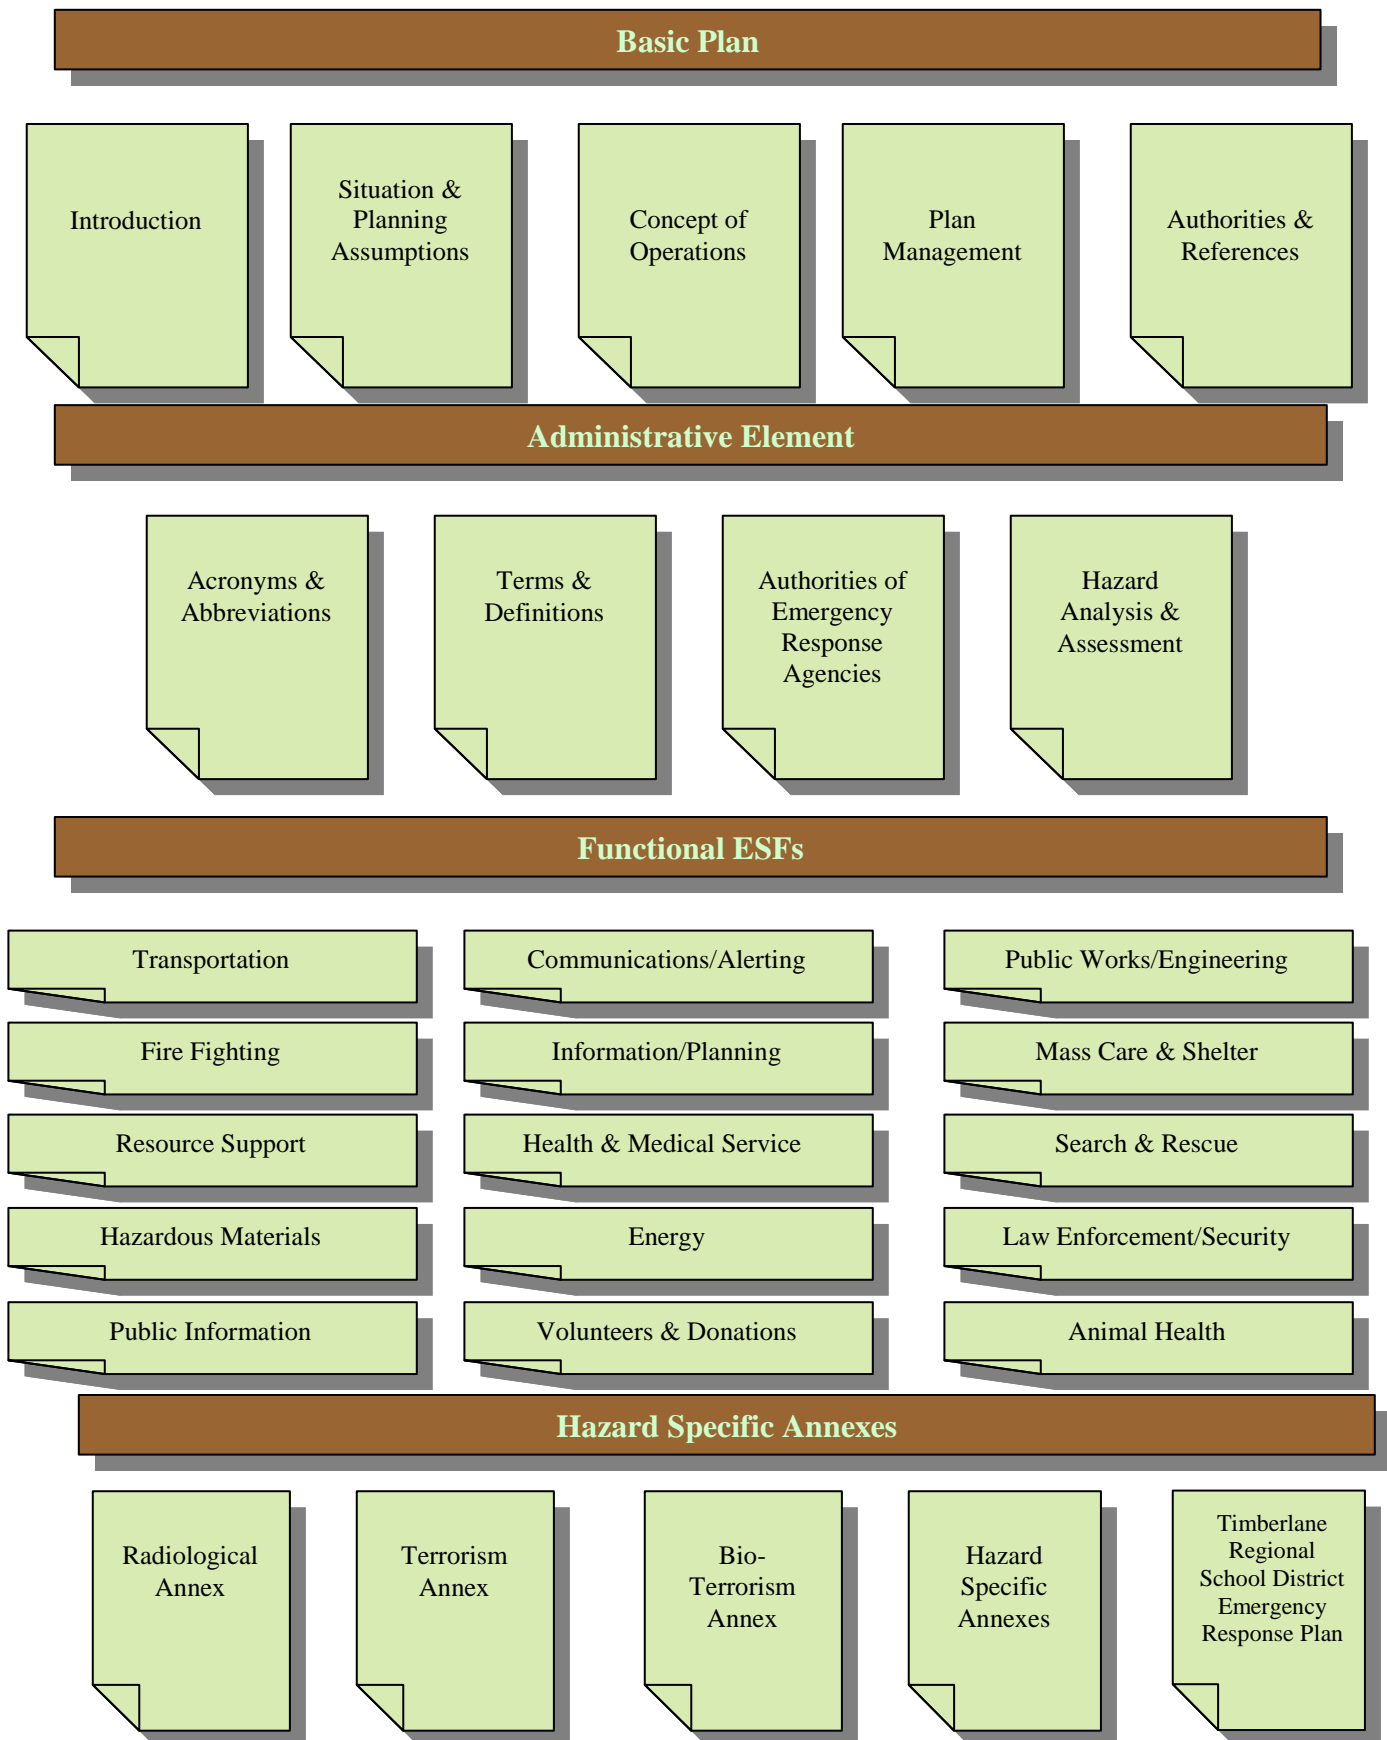 Basic Plan
Introduction
Situation &
Planning
Assumptions
Concept of
Operations
Plan
Management
Authorities &
References
Administrative Element
Acronyms &
Abbreviations
Terms &
Definitions
Authorities of
Emergency
Response
Agencies
Hazard
Analysis &
Assessment
Functional ESFs
Transportation
Communications/Alerting
Public Works/Engineering
Fire Fighting
Information/Planning
Mass Care & Shelter
Resource Support
Health & Medical Service
Search & Rescue
Hazardous Materials
Energy
Law Enforcement/Security
Public Information
Volunteers & Donations
Animal Health
Hazard Specific Annexes
Radiological
Annex
Terrorism
Annex
Bio-
Terrorism
Annex
Hazard
Specific
Annexes
Timberlane
Regional
School District
Emergency
Response Plan